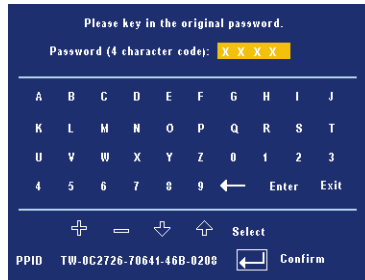 Please key in the original password.
Password (4 character code): X X X X
A B C D E F G H I J
K L M N O P Q R S T
U V W X Y Z 0 1 2 3
4 5 6 7 8 9 ← Enter Exit
Select
PPID TW-0C2726-70641-46B-0208 Confirm